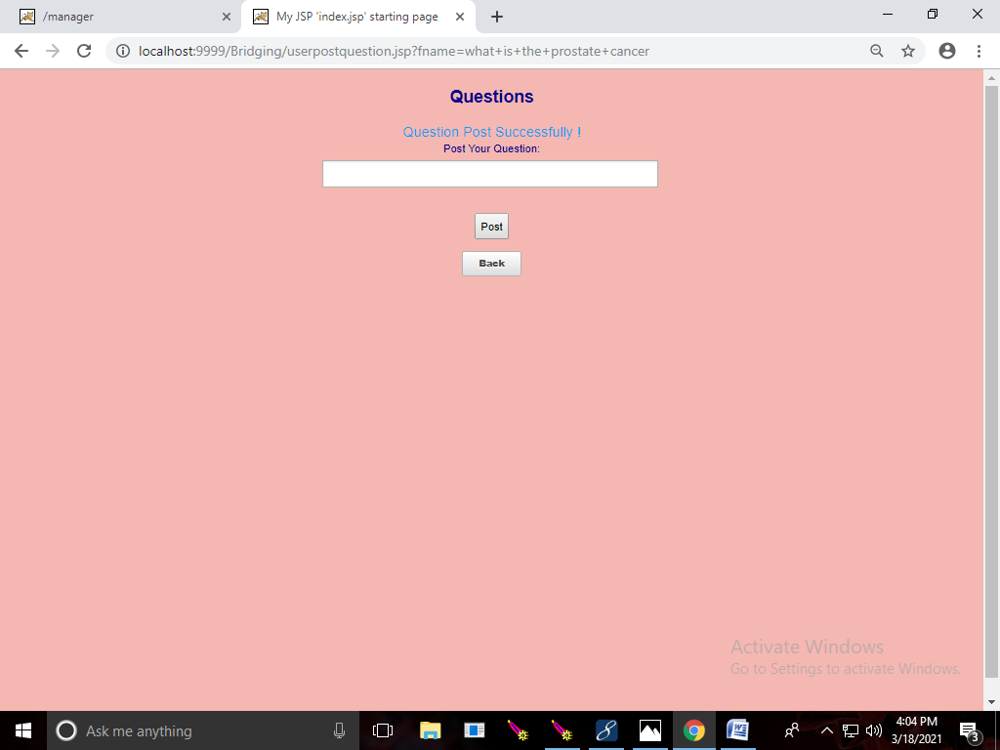 /manager
My JSP 'index.jsp' starting page
localhost:9999/Bridging/userpostquestion.jsp?fname=what+is+the+prostate+cancer
Questions
Question Post Successfully !
Post Your Question:
Post
Back
Activate Windows
Go to Settings to activate Windows.
Ask me anything
4:04 PM
3/18/2021
3